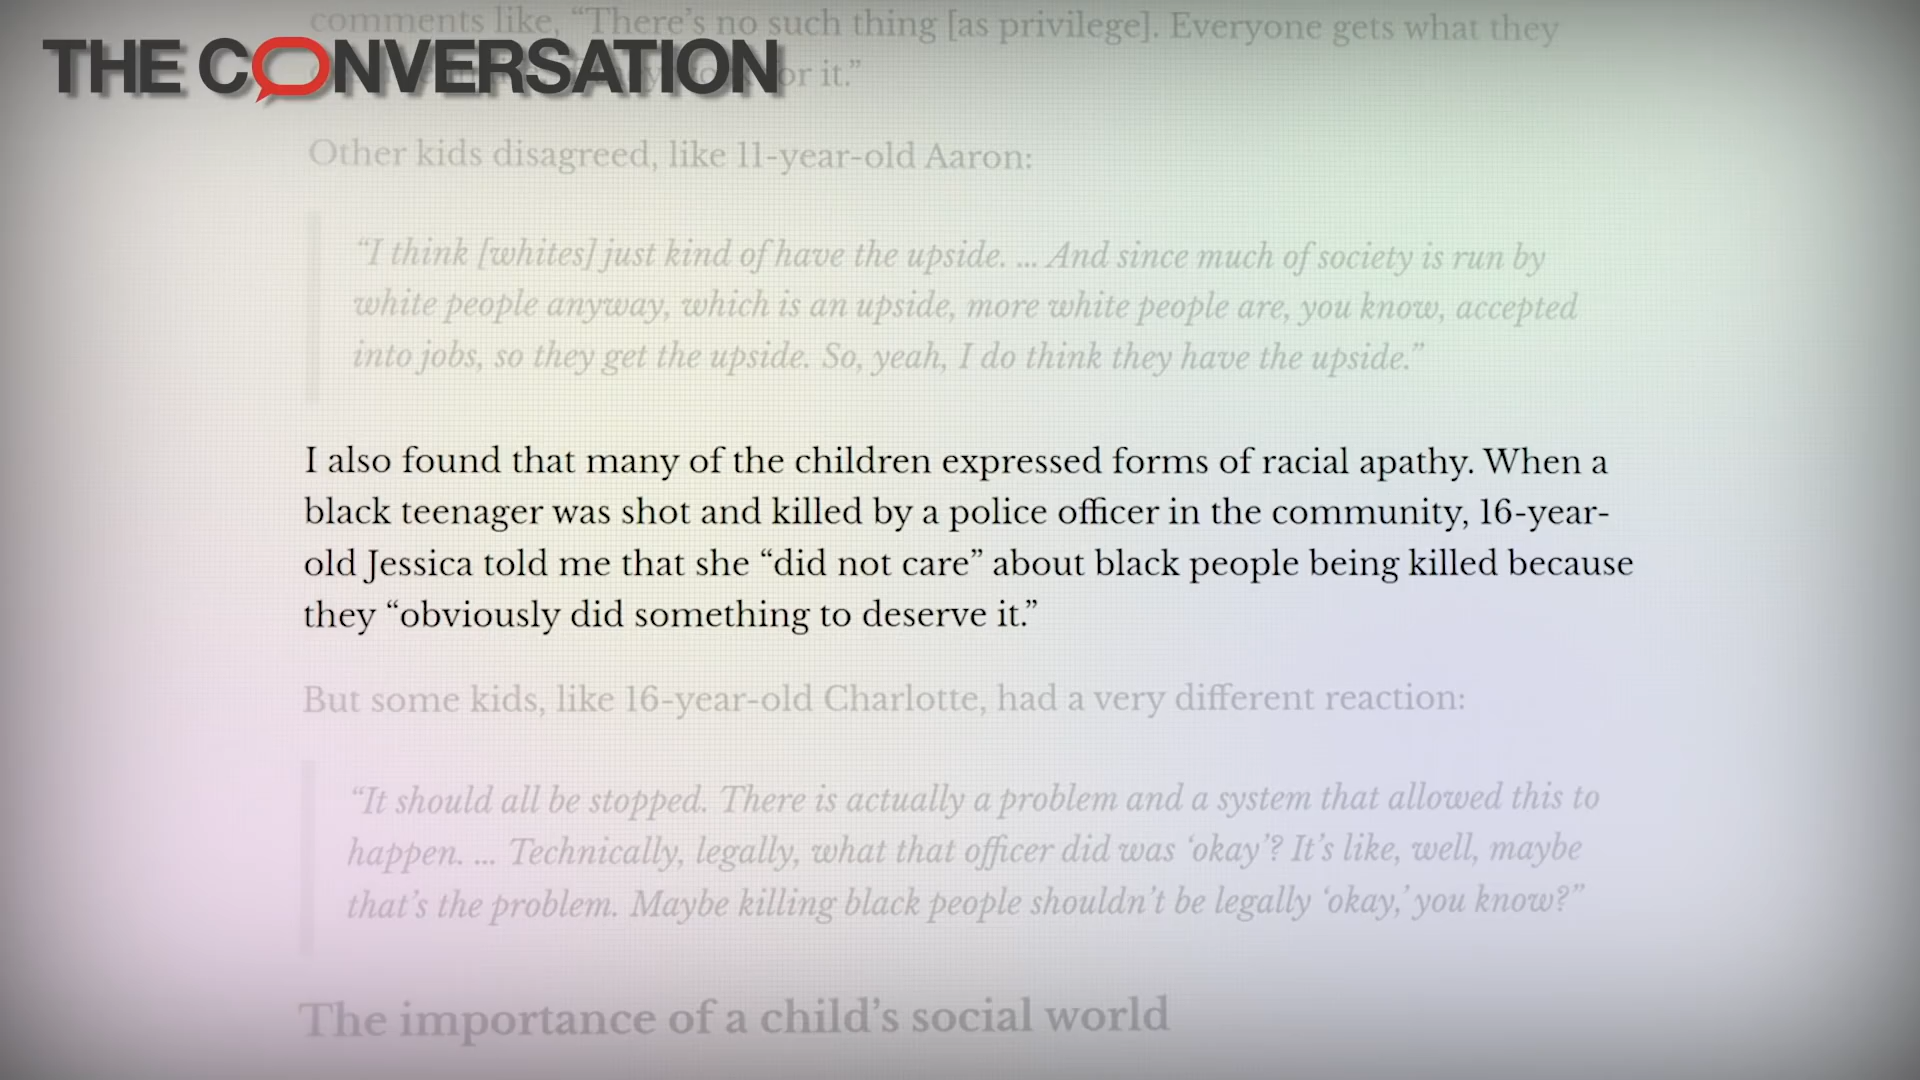 comments like, “There’s no such thing [as privilege]. Everyone gets what they
THE CONVERSATION
or it.”
Other kids disagreed, like 11-year-old Aaron:
“I think [whites] just kind of have the upside. ... And since much of society is run by
white people anyway, which is an upside, more white people are, you know, accepted
into jobs, so they get the upside. So, yeah, I do think they have the upside.”
I also found that many of the children expressed forms of racial apathy. When a
black teenager was shot and killed by a police officer in the community, 16-year-
old Jessica told me that she “did not care” about black people being killed because
they “obviously did something to deserve it.”
But some kids, like 16-year-old Charlotte, had a very different reaction:
“It should all be stopped. There is actually a problem and a system that allowed this to
happen. ... Technically, legally, what that officer did was ‘okay’? It’s like, well, maybe
that’s the problem. Maybe killing black people shouldn’t be legally ‘okay,’ you know?”
The importance of a child’s social world